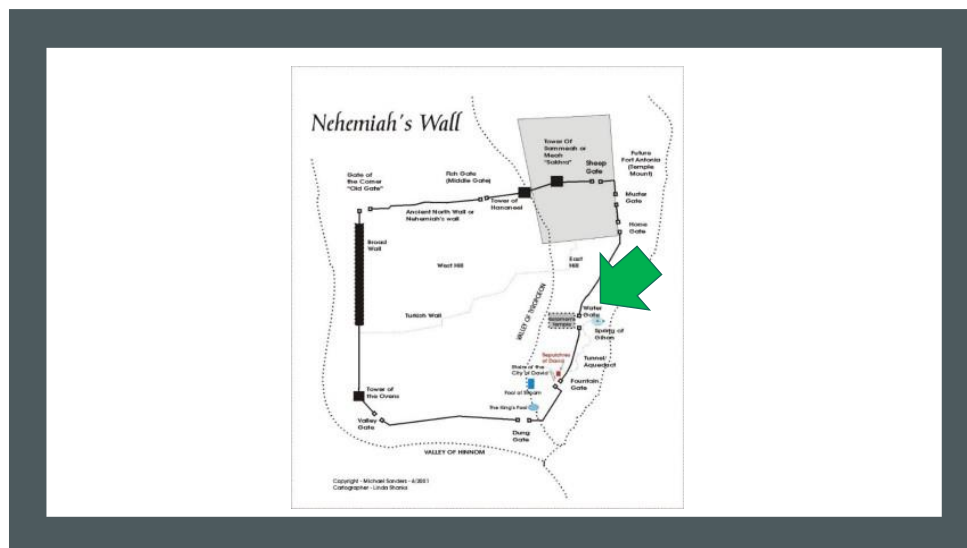 Nehemiah's Wall
Tower Of
Sammeah or
Meah
"Sakhra"
Sheep
Gate
Future
Fort Antonia
(Temple
Mount)
Gate of
the Corner
"Old Gate"
Fish Gate
(Middle Gate)
Tower of
Hananeel
Muster
Gate
Ancient North Wall or
Nuhemiah's wall
Horse
Gate
Broad
Wall
West Hill
East
Hill
VALLEY OF TYROPOEON
Water
Gate
Turkish Wall
Temple
Spring of
Gihon
Sepulchres
of David
Tunnel/
Aqueduct
Stairs of the
City of David
Fountain
Gate
Pool of Siloam
Tower of
the Ovens
The King's Pool
Valley
Gate
Dung
Gate
VALLEY OF HINNOM
Copyright - Michael Sanders - 6/2001
Cartographer - Linda Shanks